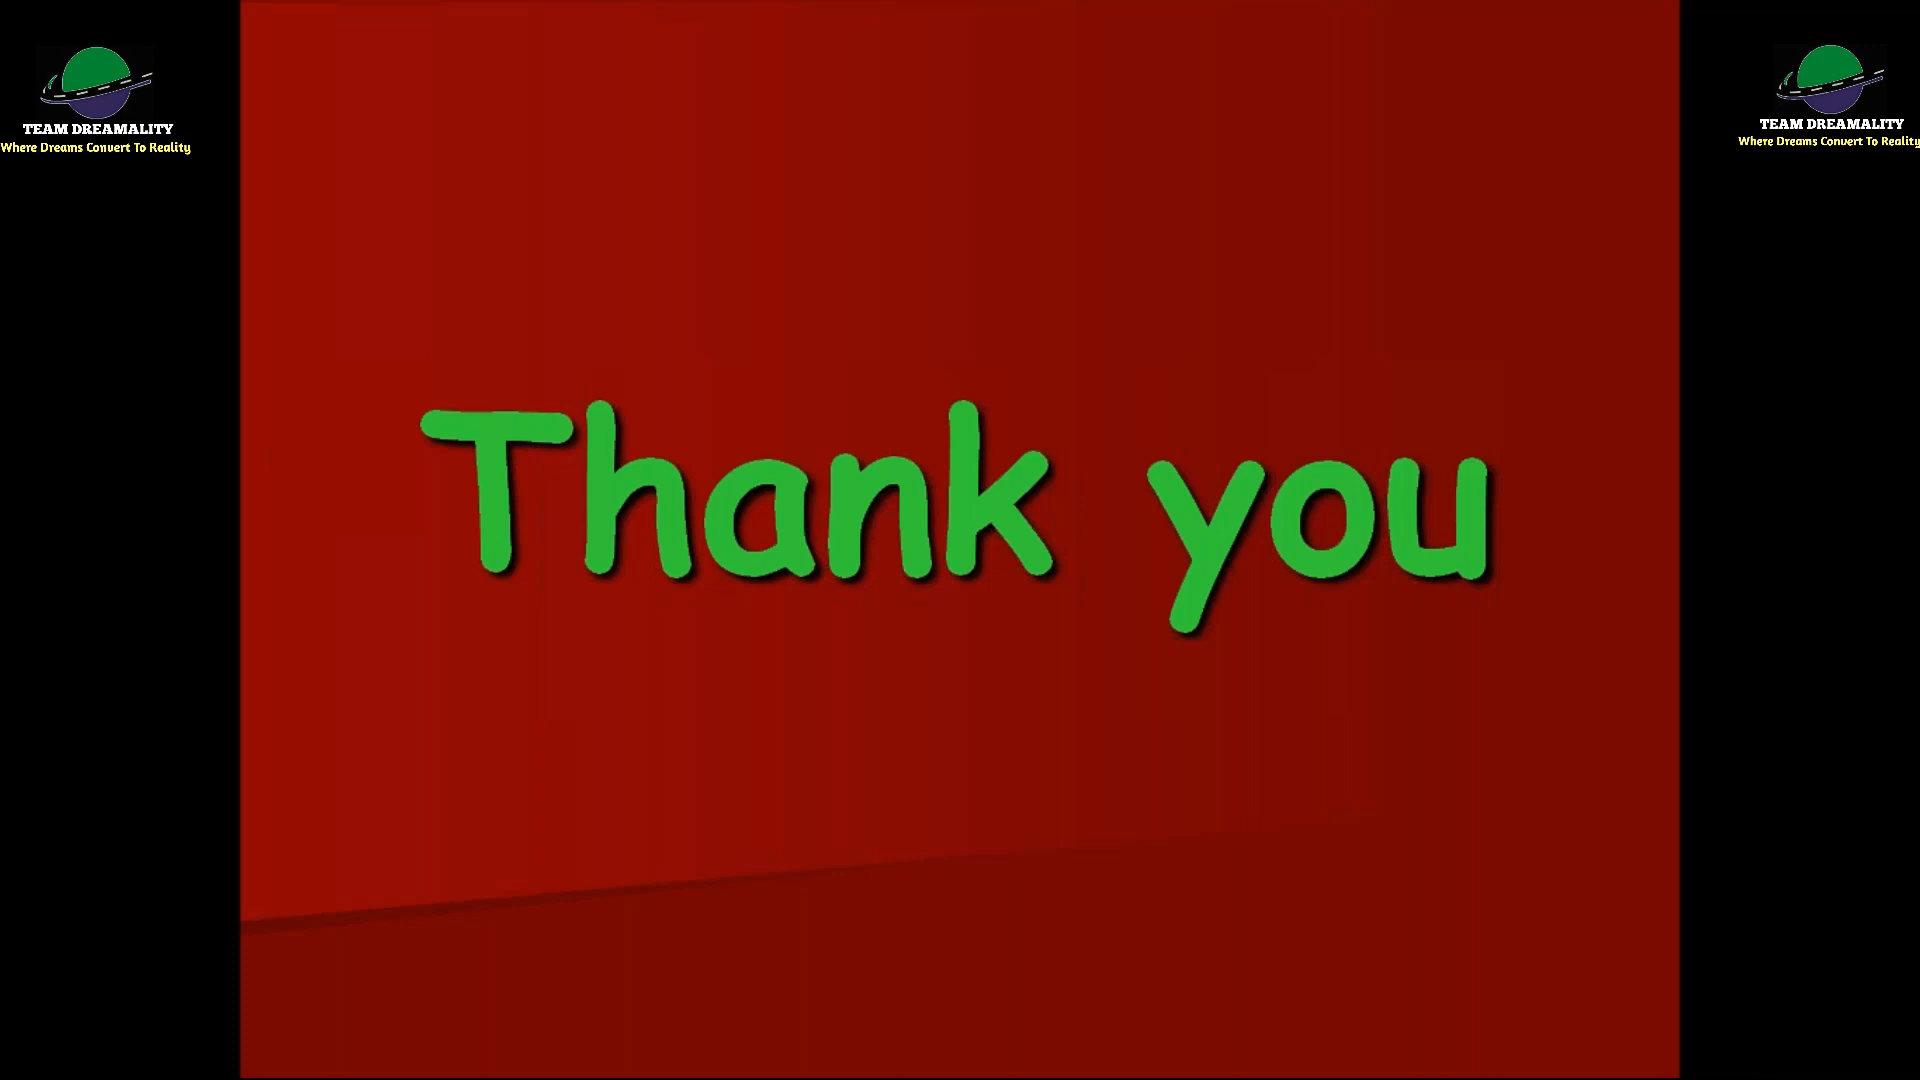 TEAM DREAMALITY
Where Dreams Convert To Reality
TEAM DREAMALITY
Where Dreams Convert To Reality
Thank you